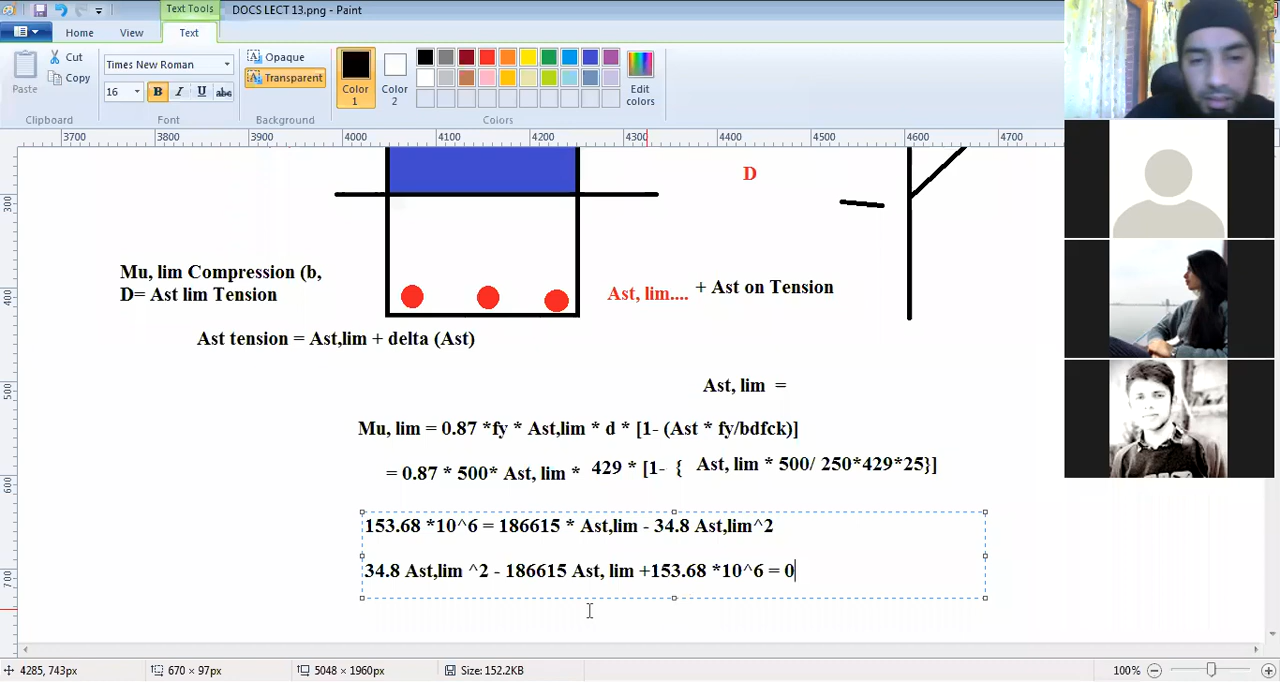 Text Tools
DOCS LECT 13.png - Paint
Home
View
Text
Paste
Cut
Copy
Clipboard
Times New Roman
16
B I U abc
Font
Opaque
Transparent
Background
Color 1
Color 2
Edit colors
Colors
3700 3800 3900 4000 4100 4200 4300 4400 4500 4600 4700
300
400
500
600
700
D
Mu, lim Compression (b,
D= Ast lim Tension
Ast, lim.... + Ast on Tension
Ast tension = Ast,lim + delta (Ast)
Ast, lim =
Mu, lim = 0.87 *fy * Ast,lim * d * [1- (Ast * fy/bdfck)]
= 0.87 * 500* Ast, lim * 429 * [1- { Ast, lim * 500/ 250*429*25}]
153.68 *10^6 = 186615 * Ast,lim - 34.8 Ast,lim^2
34.8 Ast,lim ^2 - 186615 Ast, lim +153.68 *10^6 = 0
4285, 743px
670 × 97px
5048 × 1960px
Size: 152.2KB
100%